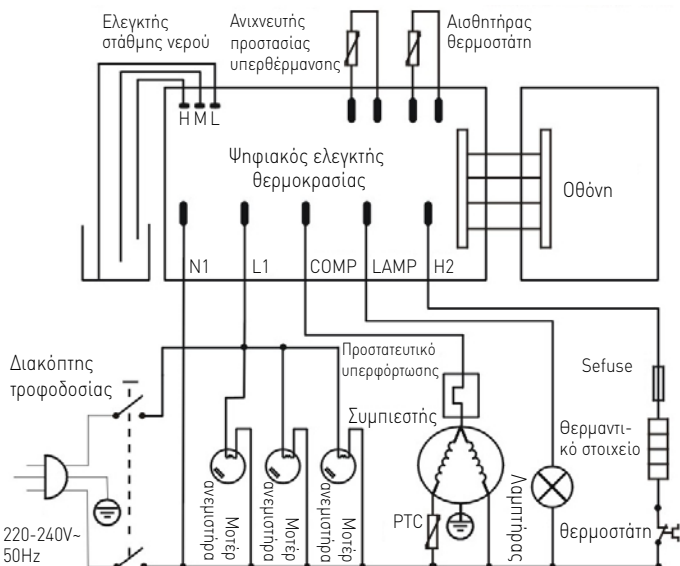 Ελεγκτής
στάθμης νερού
Ανιχνευτής
προστασίας
υπερθέρμανσης
Αισθητήρας
θερμοστάτη
H M L
Ψηφιακός ελεγκτής
θερμοκρασίας
Οθόνη
N1 L1 COMP LAMP H2
Διακόπτης
τροφοδοσίας
Προστατευτικό
υπερφόρτωσης
Συμπιεστής
Sefuse
Θερμαντι-
κό στοιχείο
Μοτέρ
ανεμιστήρα
Μοτέρ
ανεμιστήρα
Μοτέρ
ανεμιστήρα
PTC
Λαμπτήρας
θερμοστάτη
220-240V~
50Hz